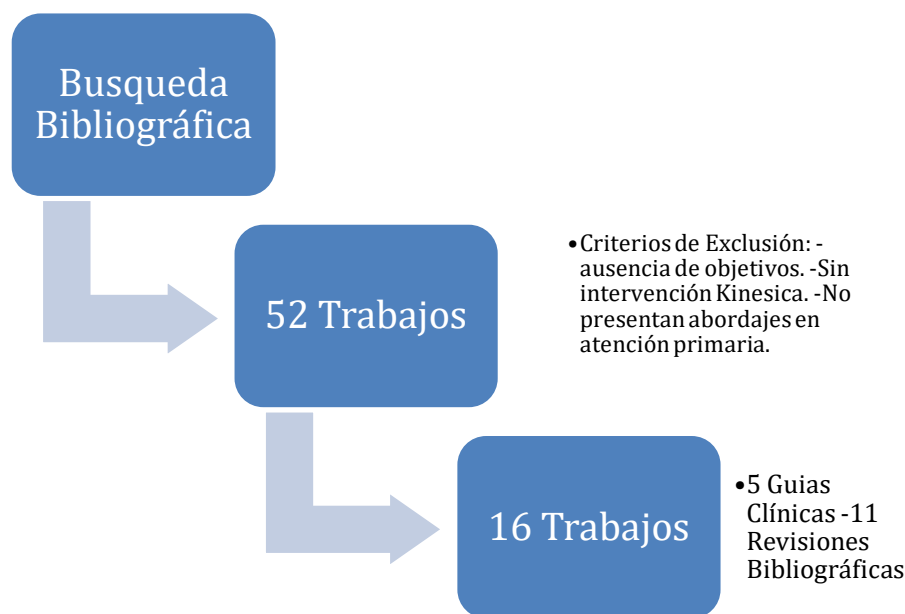 Busqueda
Bibliográfica
52 Trabajos
•Criterios de Exclusión: -
ausencia de objetivos. -Sin
intervención Kinesica. -No
presentan abordajes en
atención primaria.
16 Trabajos
•5 Guias
Clínicas -11
Revisiones
Bibliográficas